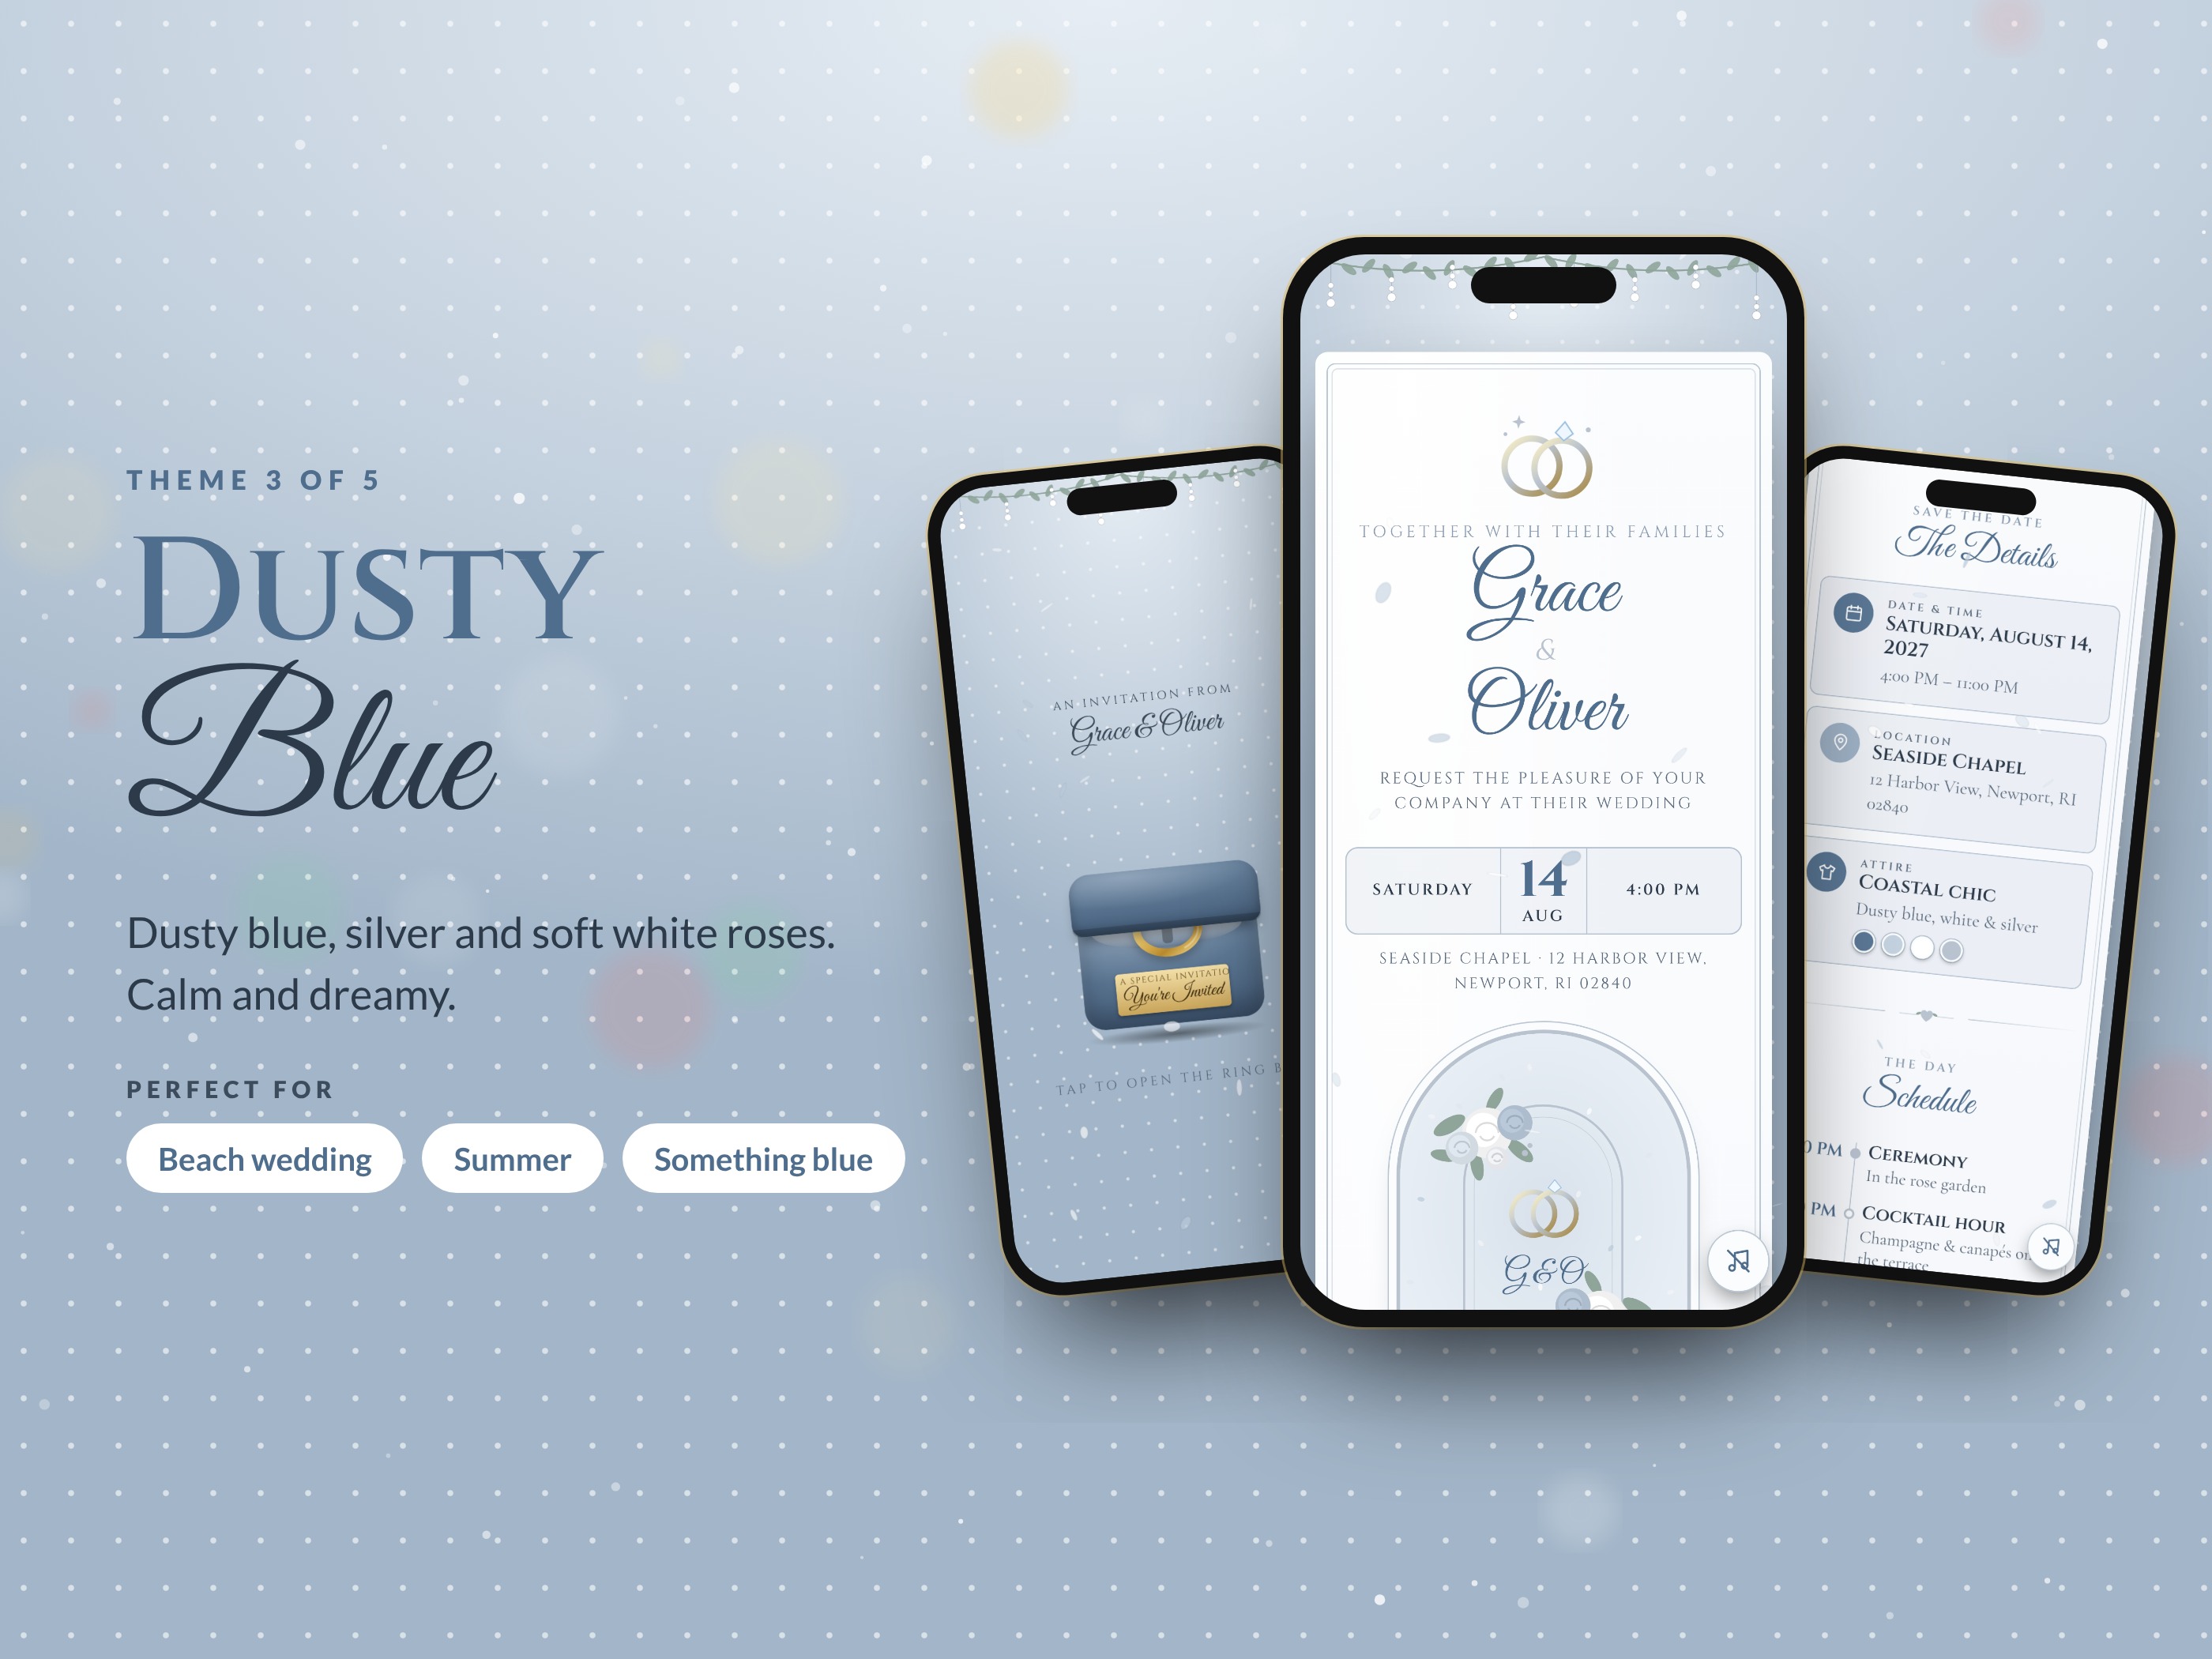 THEME 3 OF 5
DUSTY
Blue
Dusty blue, silver and soft white roses.
Calm and dreamy.
PERFECT FOR
Beach wedding
Summer
Something blue
AN INVITATION FROM
Grace & Oliver
A SPECIAL INVITATIO
You're Invited
TAP TO OPEN THE RING B
TOGETHER WITH THEIR FAMILIES
Grace
&
Oliver
REQUEST THE PLEASURE OF YOUR
COMPANY AT THEIR WEDDING
SATURDAY
14
AUG
4:00 PM
SEASIDE CHAPEL · 12 HARBOR VIEW,
NEWPORT, RI 02840
G&O
SAVE THE DATE
The Details
DATE & TIME
SATURDAY, AUGUST 14,
2027
4:00 PM – 11:00 PM
LOCATION
SEASIDE CHAPEL
12 Harbor View, Newport, RI
02840
ATTIRE
COASTAL CHIC
Dusty blue, white & silver
THE DAY
Schedule
0 PM
CEREMONY
In the rose garden
PM
COCKTAIL HOUR
Champagne & canapés on
the terrace